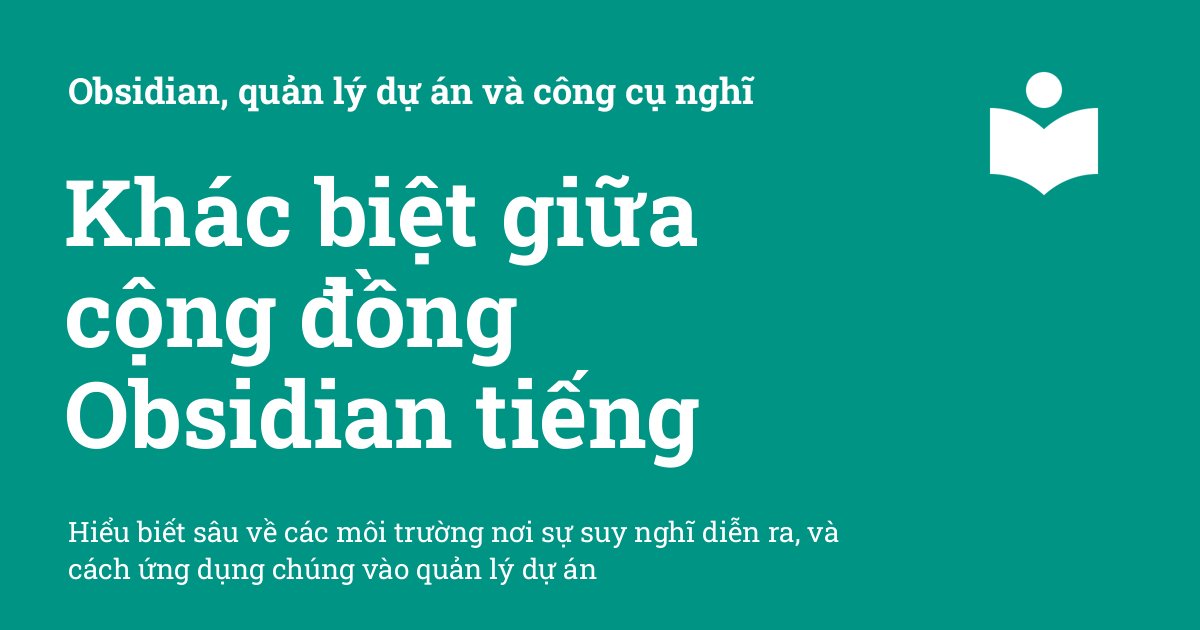 Obsidian, quản lý dự án và công cụ nghĩ
Khác biệt giữa
cộng đồng
Obsidian tiếng
Hiểu biết sâu về các môi trường nơi sự suy nghĩ diễn ra, và
cách ứng dụng chúng vào quản lý dự án